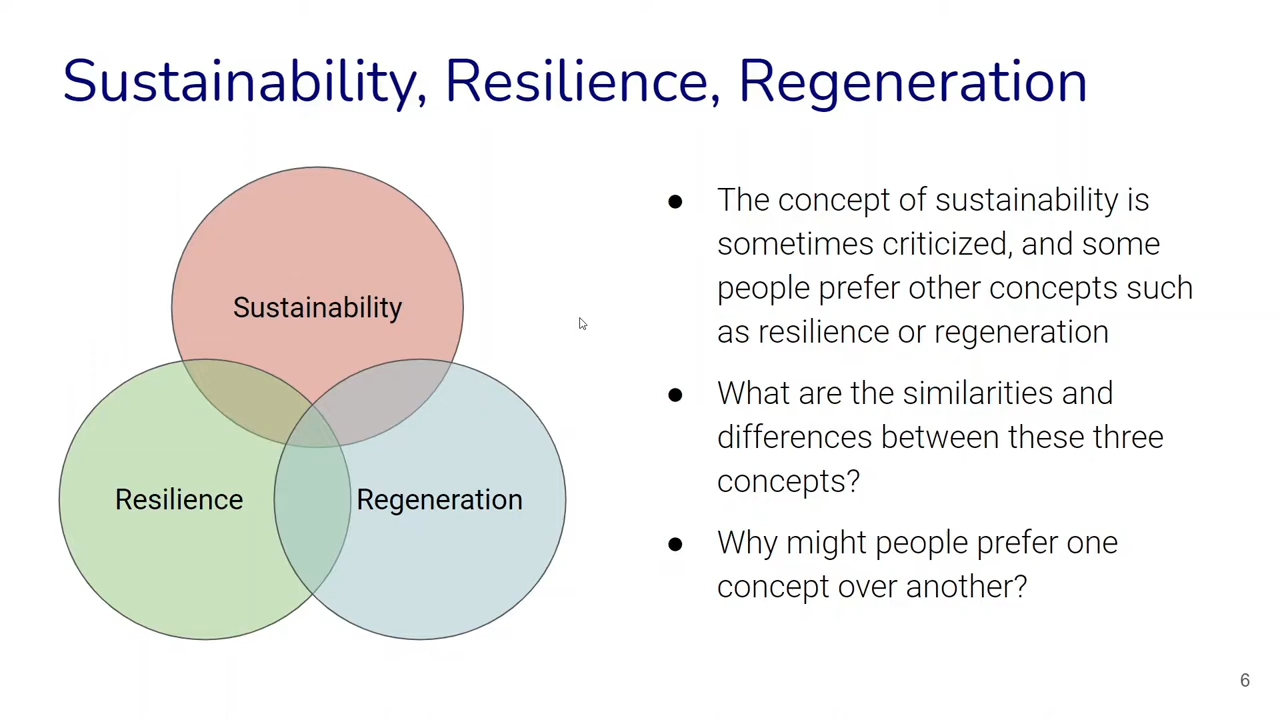 Sustainability, Resilience, Regeneration
Sustainability
Resilience
Regeneration
● The concept of sustainability is
sometimes criticized, and some
people prefer other concepts such
as resilience or regeneration
● What are the similarities and
differences between these three
concepts?
● Why might people prefer one
concept over another?
6